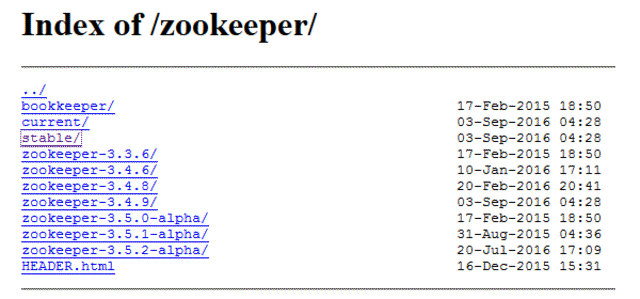 Index of /zookeeper/
../
bookkeeper/ 17-Feb-2015 18:50
current/ 03-Sep-2016 04:28
stable/ 03-Sep-2016 04:28
zookeeper-3.3.6/ 17-Feb-2015 18:50
zookeeper-3.4.6/ 10-Jan-2016 17:11
zookeeper-3.4.8/ 20-Feb-2016 20:41
zookeeper-3.4.9/ 03-Sep-2016 04:28
zookeeper-3.5.0-alpha/ 17-Feb-2015 18:50
zookeeper-3.5.1-alpha/ 31-Aug-2015 04:36
zookeeper-3.5.2-alpha/ 20-Jul-2016 17:09
HEADER.html 16-Dec-2015 15:31